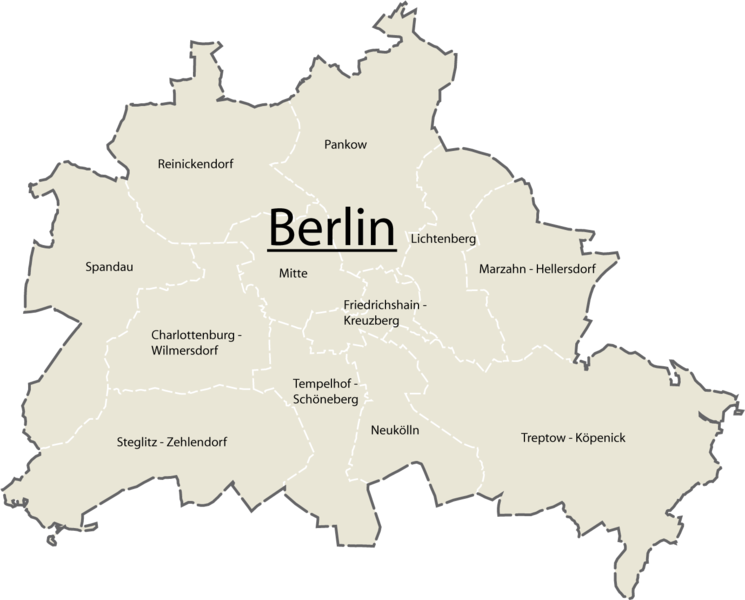 Pankow
Reinickendorf
Berlin
Lichtenberg
Spandau
Mitte
Marzahn - Hellersdorf
Friedrichshain -
Kreuzberg
Charlottenburg -
Wilmersdorf
Tempelhof -
Schöneberg
Neukölln
Treptow - Köpenick
Steglitz - Zehlendorf